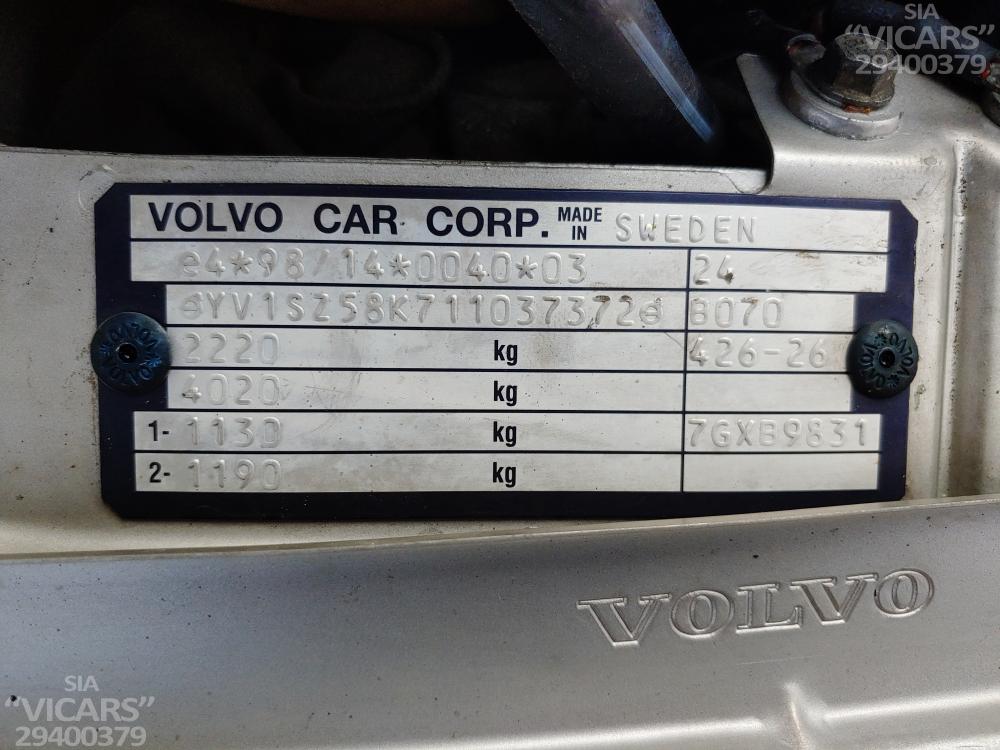 SIA
"VICARS"
29400379
VOLVO CAR CORP. MADE IN SWEDEN
e4*98/14*0040*03 24
YV1SZ58K711037372 B070
2220 kg 426-26
4020 kg
1- 1130 kg 7GXB9831
2- 1190 kg
VOLVO
SIA
"VICARS"
29400379